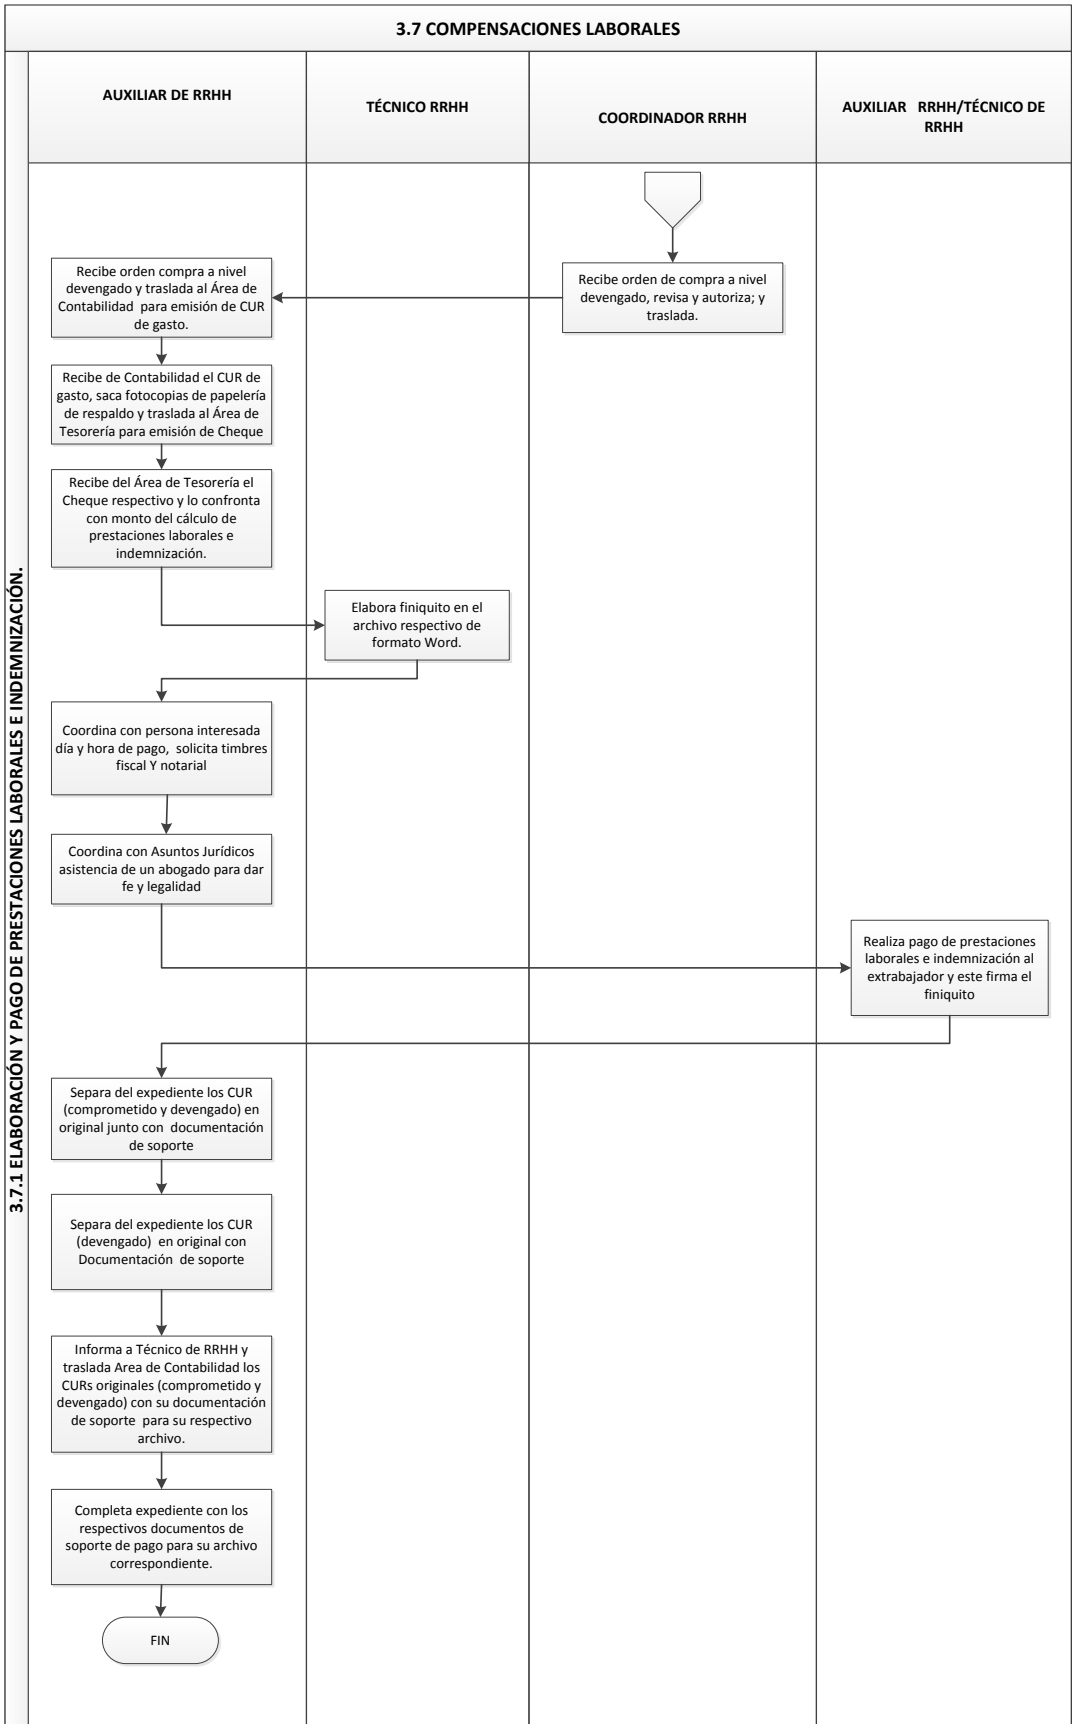 3.7 COMPENSACIONES LABORALES
3.7.1 ELABORACIÓN Y PAGO DE PRESTACIONES LABORALES E INDEMNIZACIÓN.
AUXILIAR DE RRHH
TÉCNICO RRHH
COORDINADOR RRHH
AUXILIAR RRHH/TÉCNICO DE
RRHH
Recibe orden de compra a nivel
devengado, revisa y autoriza; y
traslada.
Recibe orden compra a nivel
devengado y traslada al Área de
Contabilidad para emisión de CUR
de gasto.
Recibe de Contabilidad el CUR de
gasto, saca fotocopias de papelería
de respaldo y traslada al Área de
Tesorería para emisión de Cheque
Recibe del Área de Tesorería el
Cheque respectivo y lo confronta
con monto del cálculo de
prestaciones laborales e
indemnización.
Elabora finiquito en el
archivo respectivo de
formato Word.
Coordina con persona interesada
día y hora de pago, solicita timbres
fiscal Y notarial
Coordina con Asuntos Jurídicos
asistencia de un abogado para dar
fe y legalidad
Realiza pago de prestaciones
laborales e indemnización al
extrabajador y este firma el
finiquito
Separa del expediente los CUR
(comprometido y devengado) en
original junto con documentación
de soporte
Separa del expediente los CUR
(devengado) en original con
Documentación de soporte
Informa a Técnico de RRHH y
traslada Area de Contabilidad los
CURs originales (comprometido y
devengado) con su documentación
de soporte para su respectivo
archivo.
Completa expediente con los
respectivos documentos de
soporte de pago para su archivo
correspondiente.
FIN